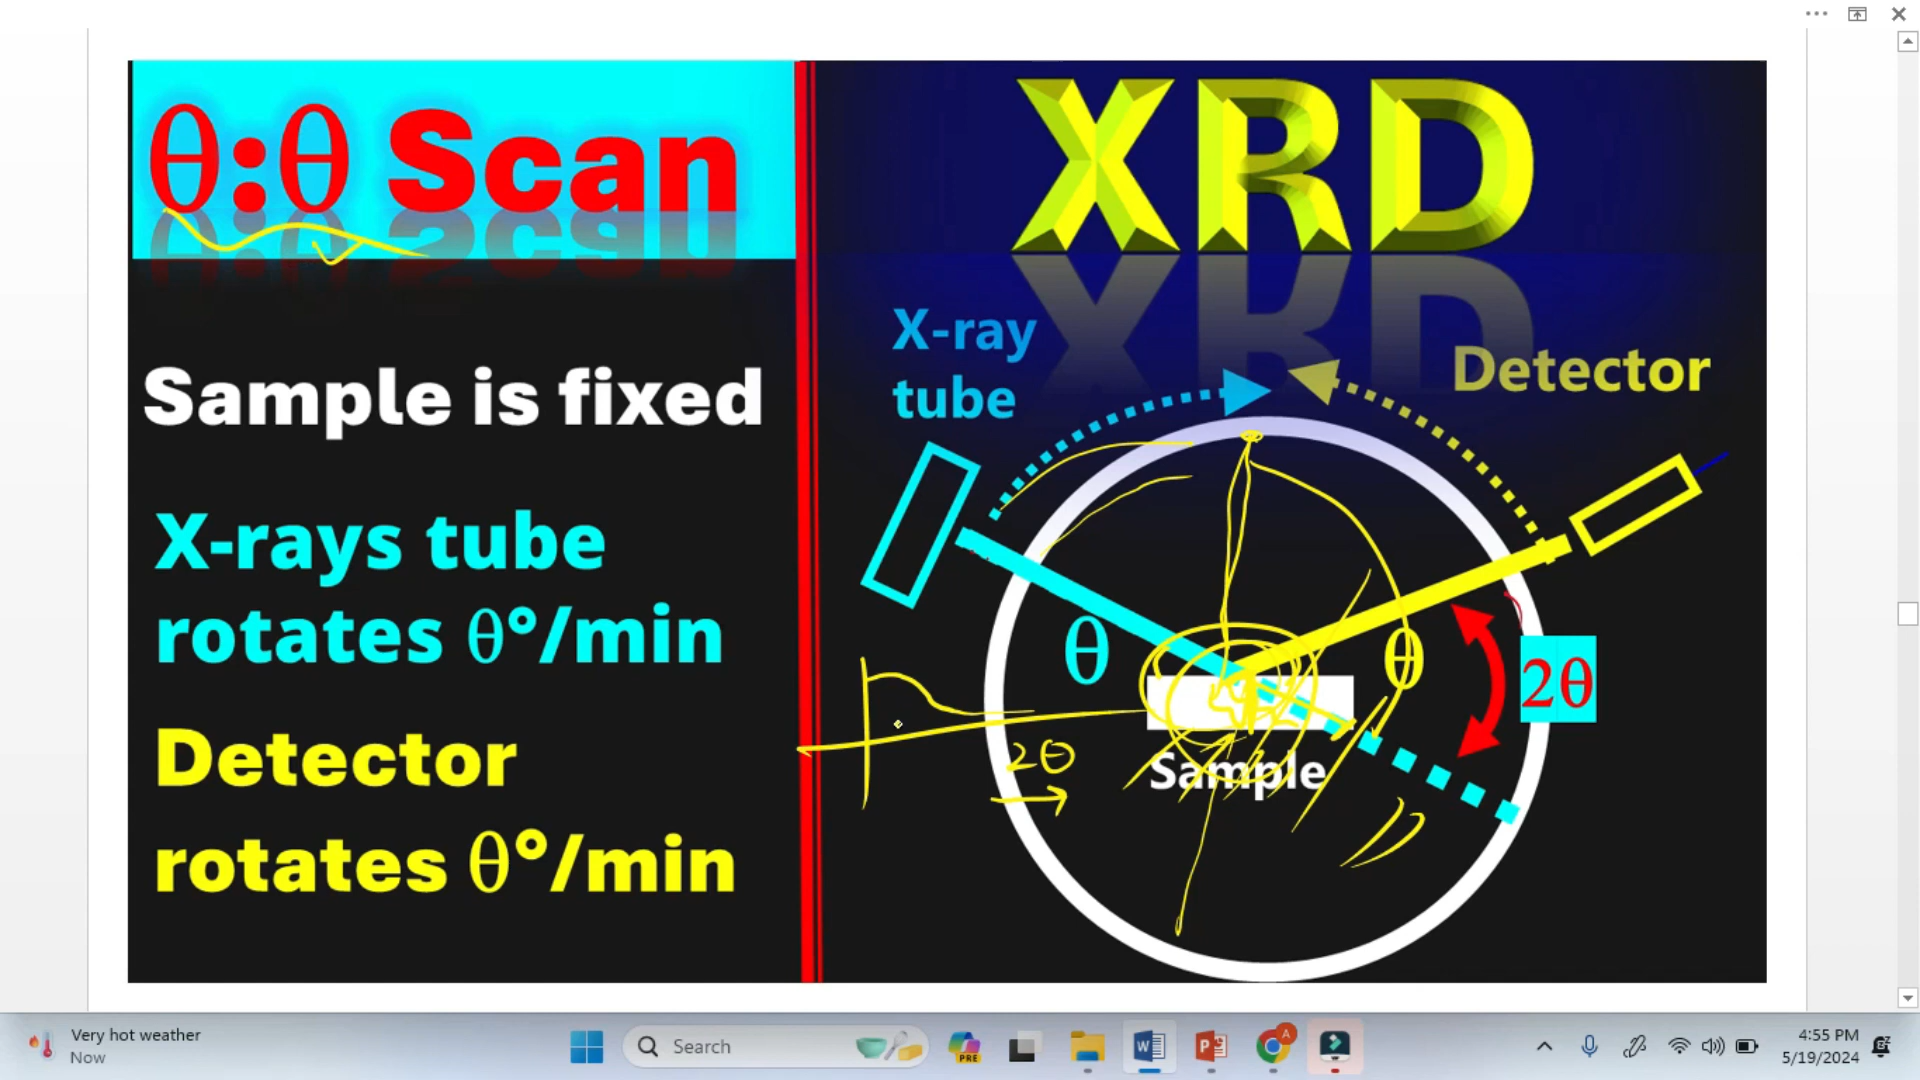 θ:θ Scan
XRD
X-ray
tube
Detector
Sample is fixed
X-rays tube
rotates θ°/min
θ
θ
2θ
2θ
Sample
Detector
rotates θ°/min
Very hot weather
Now
Search
PRE
A
4:55 PM
5/19/2024